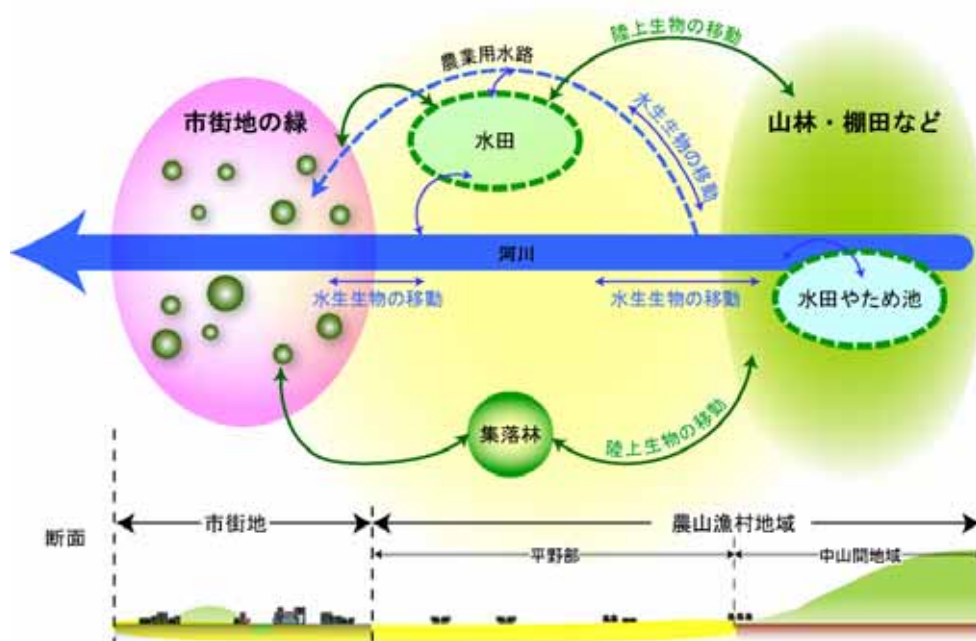 陸上生物の移動
農業用水路
市街地の緑
水田
水生生物の移動
山林・棚田など
河川
水生生物の移動
水生生物の移動
水田やため池
集落林
陸上生物の移動
断面
市街地
農山漁村地域
平野部
中山間地域